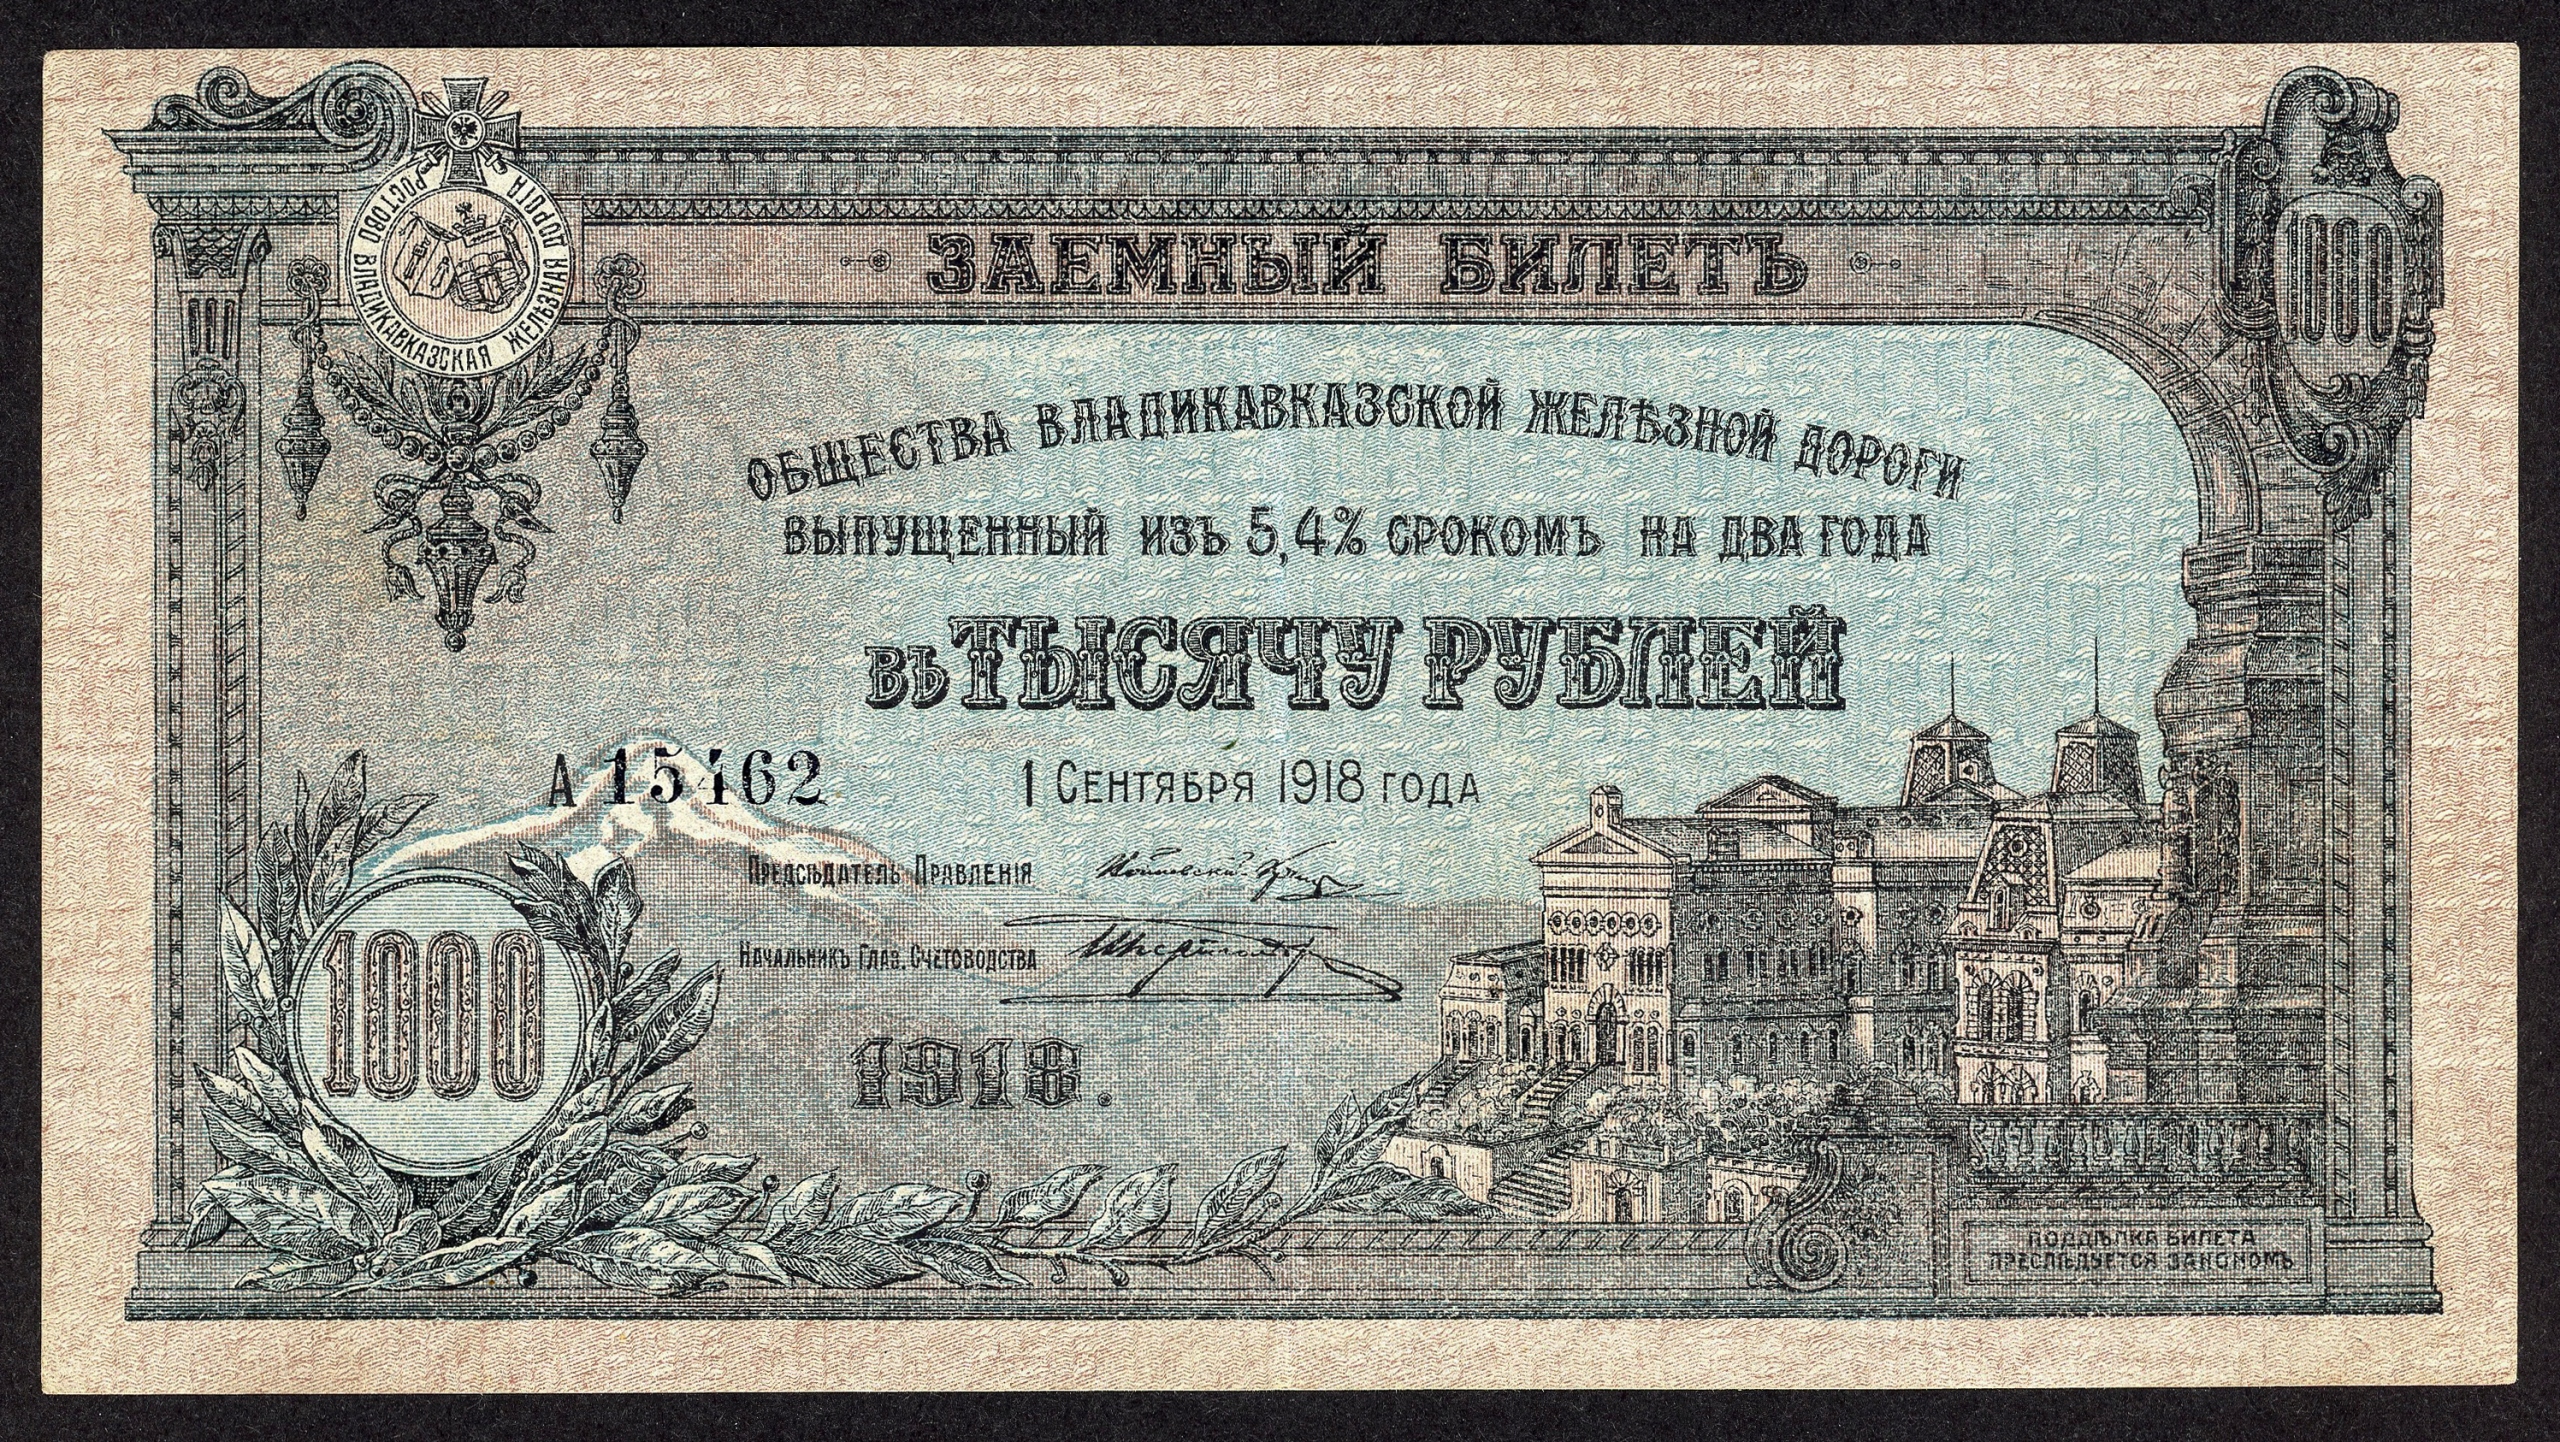 РОСТОВО ВЛАДИКАВКАЗСКАЯ ЖЕЛѢЗНАЯ ДОРОГА
1000
ЗАЕМНЫЙ БИЛЕТЪ
ОБЩЕСТВА ВЛАДИКАВКАЗСКОЙ ЖЕЛѢЗНОЙ ДОРОГИ
ВЫПУЩЕННЫЙ ИЗЪ 5,4% СРОКОМЪ НА ДВА ГОДА
ВЪ ТЫСЯЧУ РУБЛЕЙ
А 15462
1 СЕНТЯБРЯ 1918 ГОДА
ПРЕДСѢДАТЕЛЬ ПРАВЛЕНІЯ
НАЧАЛЬНИКЪ ГЛАВ. СЧЕТОВОДСТВА
1000
1918.
ПОДДѢЛКА БИЛЕТА
ПРЕСЛѢДУЕТСЯ ЗАКОНОМЪ